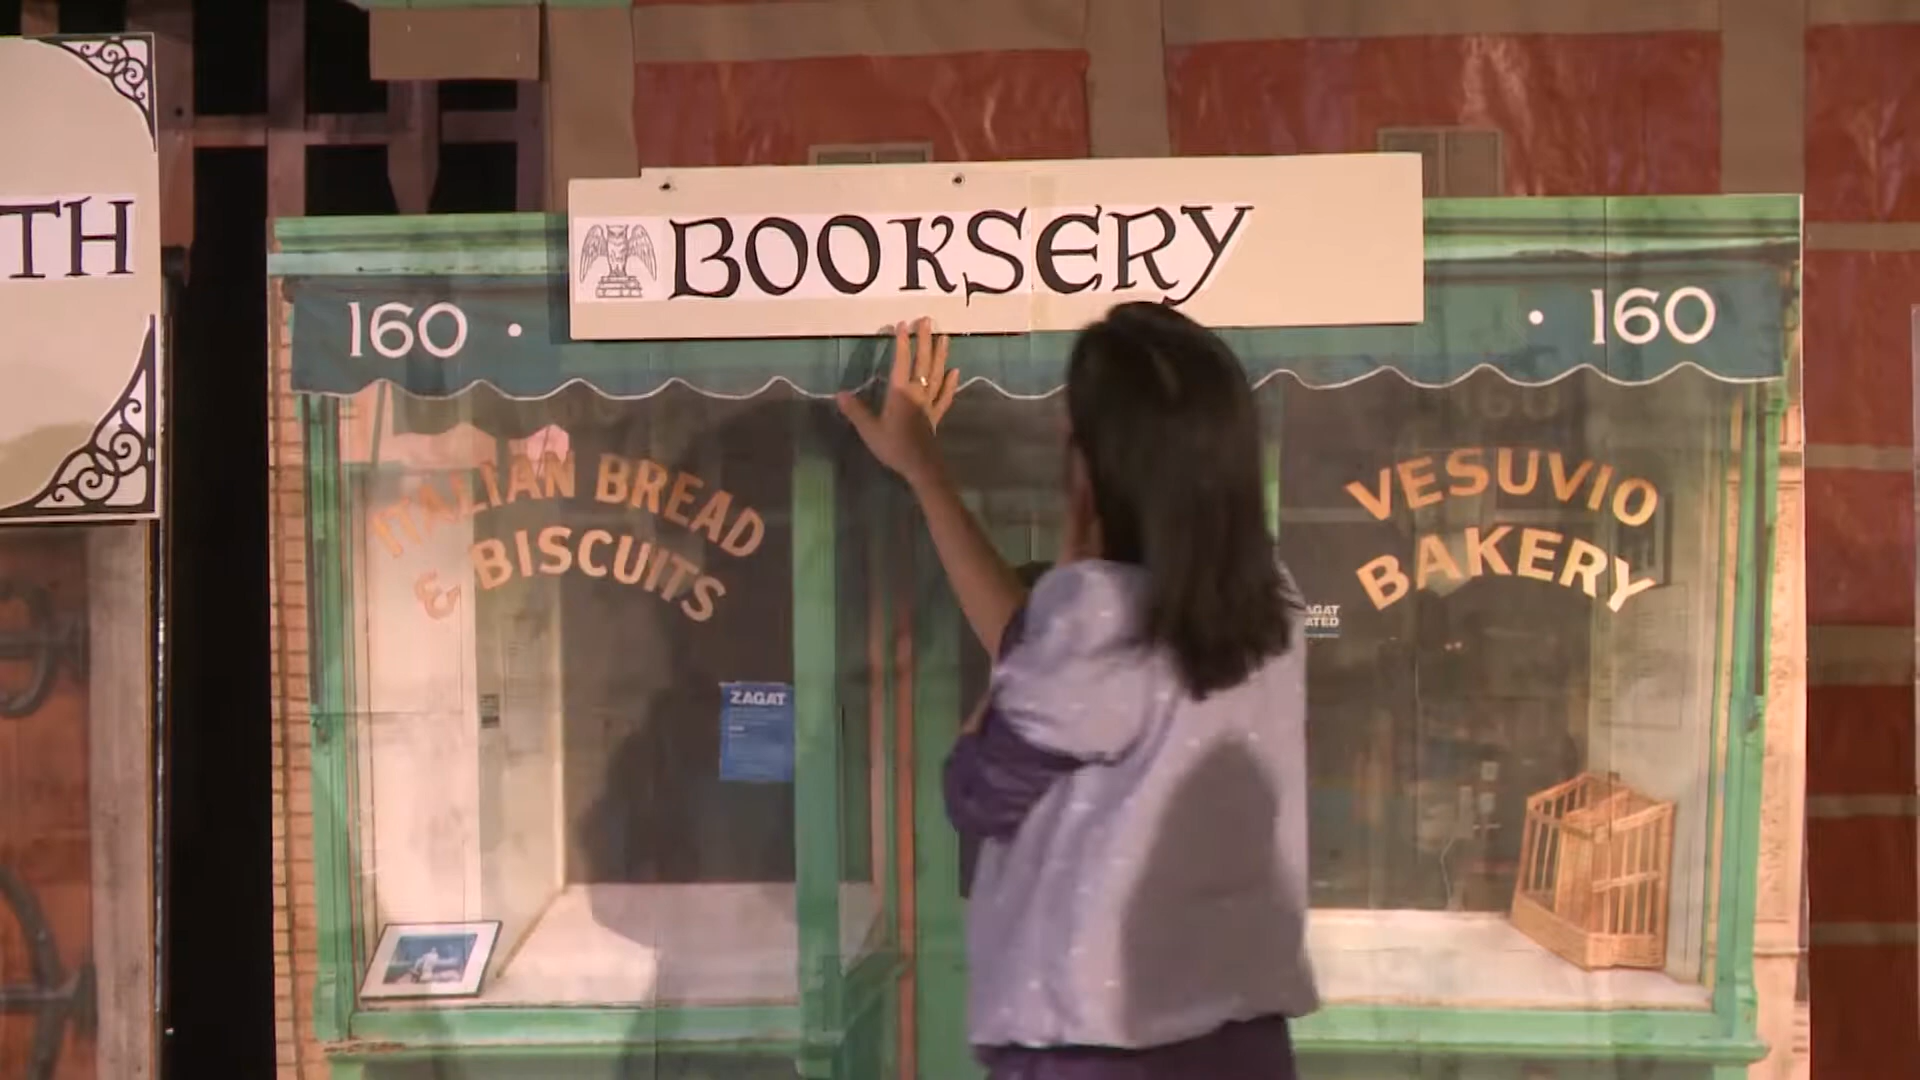 TH
BOOKSERY
160 •
• 160
ITALIAN BREAD
& BISCUITS
VESUVIO
BAKERY
ZAGAT